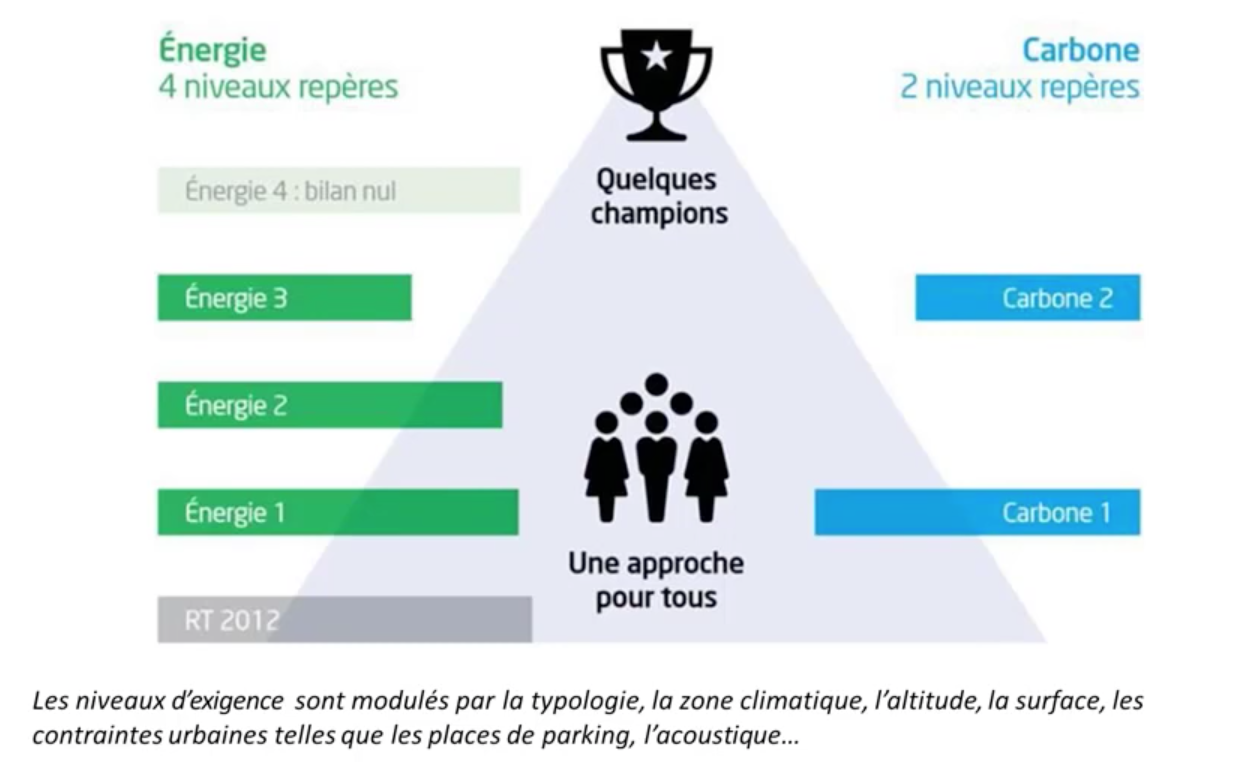 Énergie
4 niveaux repères
Carbone
2 niveaux repères
Quelques
champions
Énergie 4 : bilan nul
Énergie 3
Carbone 2
Énergie 2
Énergie 1
Carbone 1
Une approche
pour tous
RT 2012
Les niveaux d’exigence sont modulés par la typologie, la zone climatique, l’altitude, la surface, les
contraintes urbaines telles que les places de parking, l’acoustique...